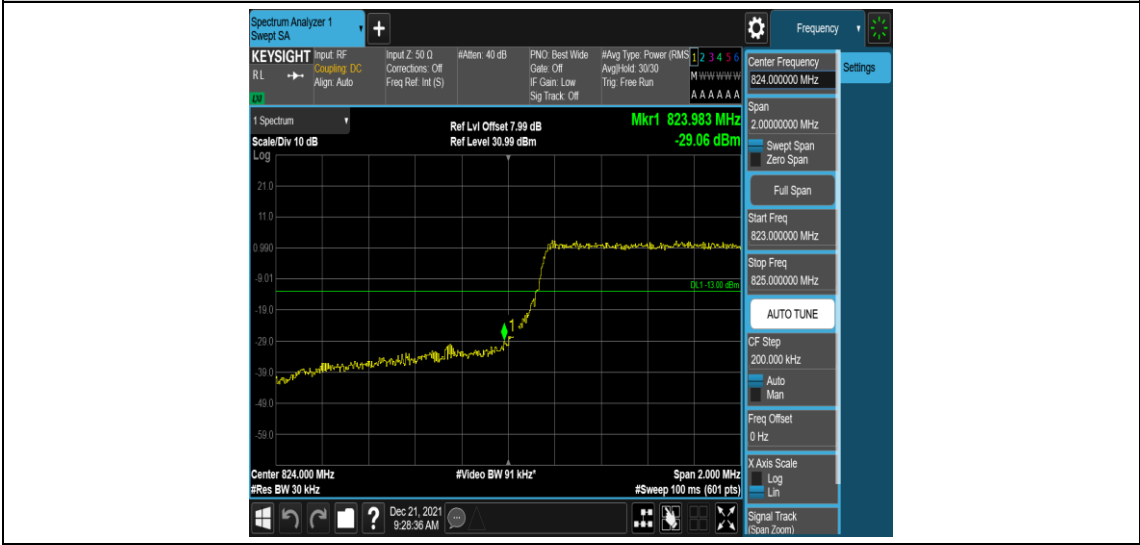 Spectrum Analyzer 1
Swept SA
+
Frequency
KEYSIGHT
RL
LXI
Input: RF
Coupling: DC
Align: Auto
Input Z: 50 Ω
Corrections: Off
Freq Ref: Int (S)
#Atten: 40 dB
PNO: Best Wide
Gate: Off
IF Gain: Low
Sig Track: Off
#Avg Type: Power (RMS
Avg|Hold: 30/30
Trig: Free Run
1 2 3 4 5 6
M W W W W W
A A A A A A
1 Spectrum
Scale/Div 10 dB
Log
Ref Lvl Offset 7.99 dB
Ref Level 30.99 dBm
Mkr1 823.983 MHz
-29.06 dBm
21.0
11.0
0.990
-9.01
-19.0
-29.0
-39.0
-49.0
-59.0
DL1 -13.00 dBm
1
Center 824.000 MHz
#Res BW 30 kHz
#Video BW 91 kHz*
Span 2.000 MHz
#Sweep 100 ms (601 pts)
?
Dec 21, 2021
9:28:36 AM
Center Frequency
824.000000 MHz
Settings
Span
2.00000000 MHz
Swept Span
Zero Span
Full Span
Start Freq
823.000000 MHz
Stop Freq
825.000000 MHz
AUTO TUNE
CF Step
200.000 kHz
Auto
Man
Freq Offset
0 Hz
X Axis Scale
Log
Lin
Signal Track
(Span Zoom)